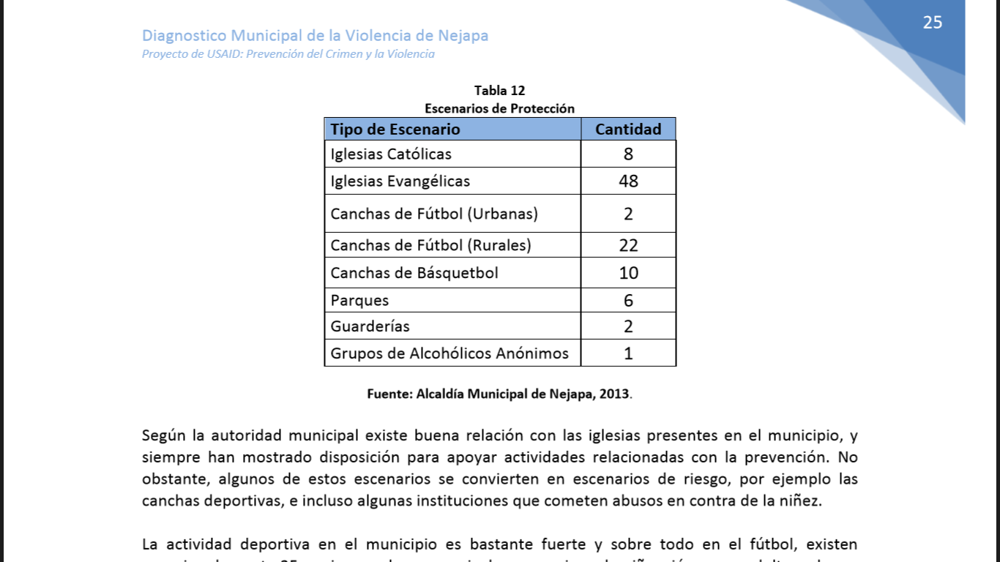 25
Diagnostico Municipal de la Violencia de Nejapa
Proyecto de USAID: Prevención del Crimen y la Violencia
Tabla 12
Escenarios de Protección
Tipo de Escenario Cantidad
Iglesias Católicas 8
Iglesias Evangélicas 48
Canchas de Fútbol (Urbanas) 2
Canchas de Fútbol (Rurales) 22
Canchas de Básquetbol 10
Parques 6
Guarderías 2
Grupos de Alcohólicos Anónimos 1
Fuente: Alcaldía Municipal de Nejapa, 2013.
Según la autoridad municipal existe buena relación con las iglesias presentes en el municipio, y
siempre han mostrado disposición para apoyar actividades relacionadas con la prevención. No
obstante, algunos de estos escenarios se convierten en escenarios de riesgo, por ejemplo las
canchas deportivas, e incluso algunas instituciones que cometen abusos en contra de la niñez.
La actividad deportiva en el municipio es bastante fuerte y sobre todo en el fútbol, existen